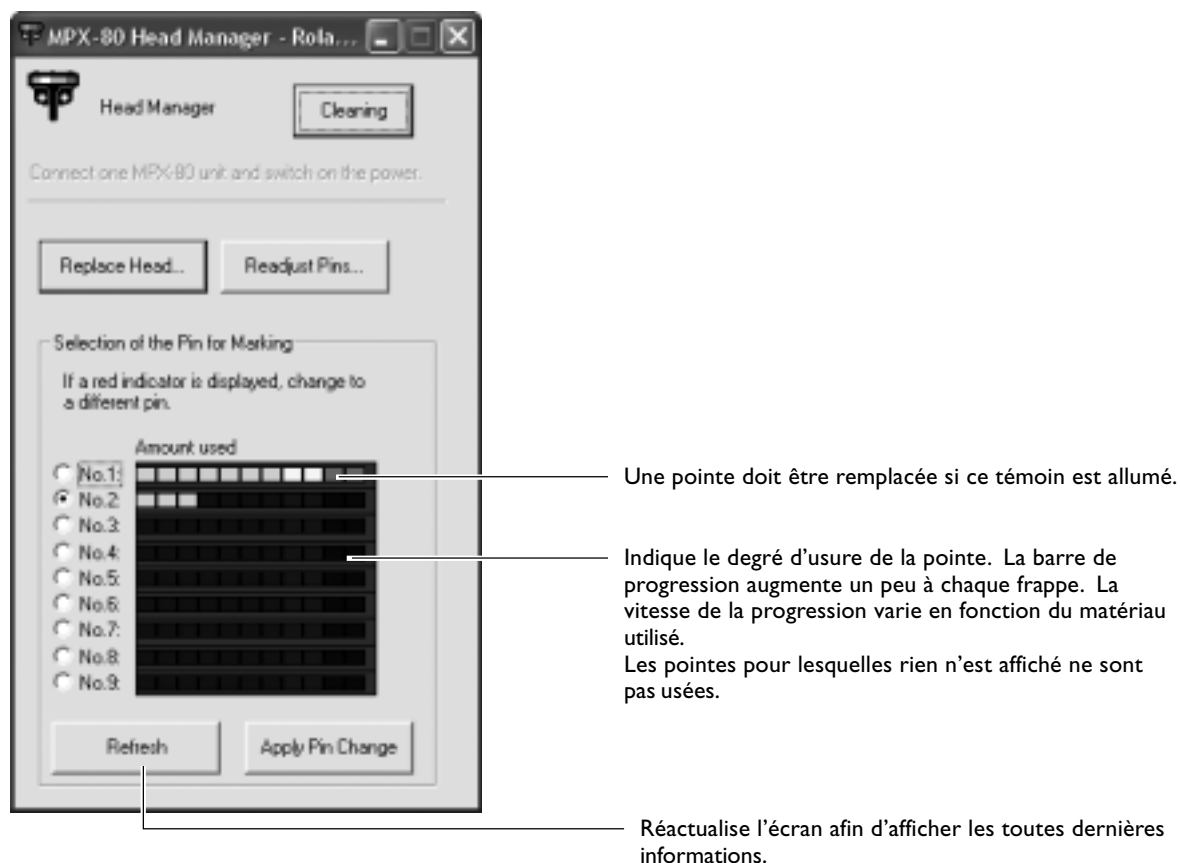 MPX-80 Head Manager - Rola...
Head Manager
Cleaning
Connect one MPX-80 unit and switch on the power.
Replace Head...
Readjust Pins...
Selection of the Pin for Marking
If a red indicator is displayed, change to
a different pin.
Amount used
No.1:
No.2:
No.3:
No.4:
No.5:
No.6:
No.7:
No.8:
No.9:
Refresh
Apply Pin Change
Une pointe doit être remplacée si ce témoin est allumé.
Indique le degré d'usure de la pointe. La barre de
progression augmente un peu à chaque frappe. La
vitesse de la progression varie en fonction du matëriau
utilisé.
Les pointes pour lesquelles rien n'est affiché ne sont
pas usées.
Réactualise l'écran afin d'afficher les toutes dernières
informations.